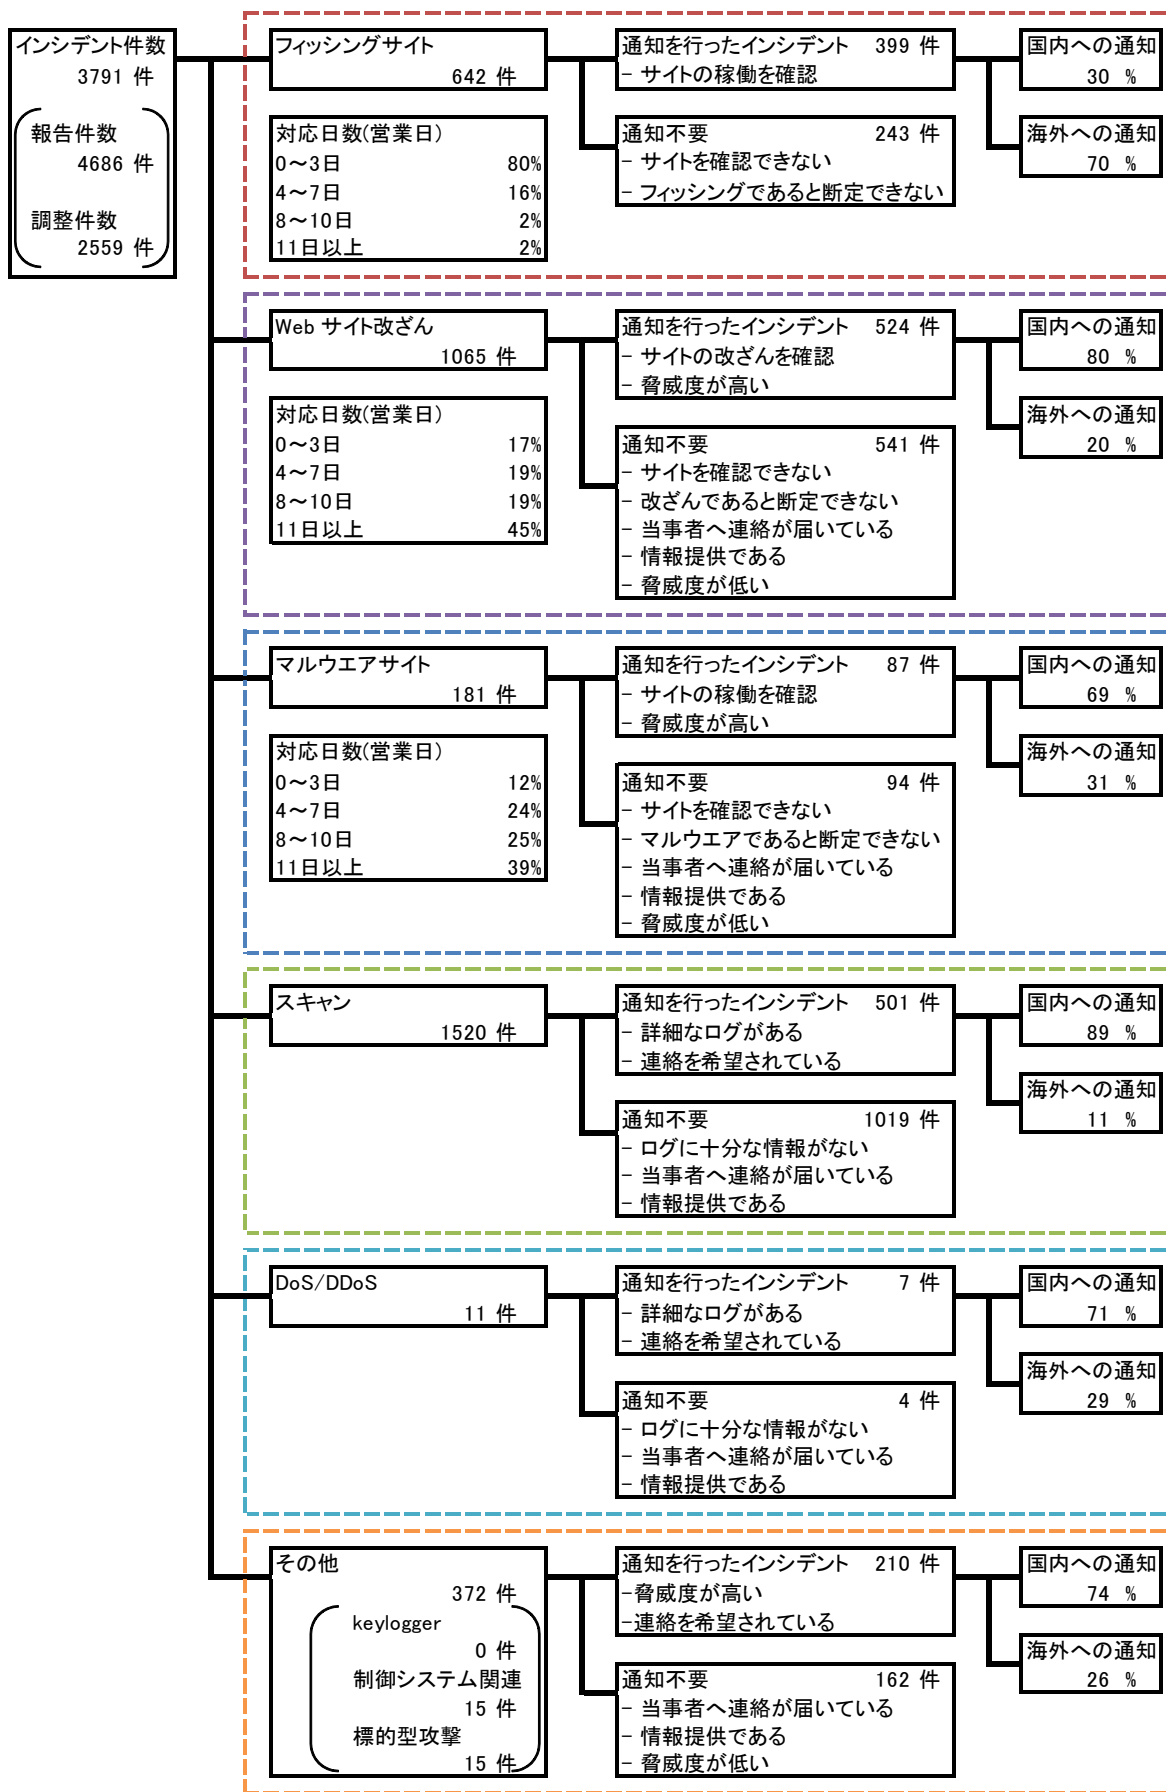 インシデント件数
3791 件
報告件数
4686 件
調整件数
2559 件
フィッシングサイト
642 件
対応日数(営業日)
0～3日 80%
4～7日 16%
8～10日 2%
11日以上 2%
通知を行ったインシデント 399 件
- サイトの稼働を確認
通知不要 243 件
- サイトを確認できない
- フィッシングであると断定できない
国内への通知
30 %
海外への通知
70 %
Web サイト改ざん
1065 件
対応日数(営業日)
0～3日 17%
4～7日 19%
8～10日 19%
11日以上 45%
通知を行ったインシデント 524 件
- サイトの改ざんを確認
- 脅威度が高い
通知不要 541 件
- サイトを確認できない
- 改ざんであると断定できない
- 当事者へ連絡が届いている
- 情報提供である
- 脅威度が低い
国内への通知
80 %
海外への通知
20 %
マルウエアサイト
181 件
対応日数(営業日)
0～3日 12%
4～7日 24%
8～10日 25%
11日以上 39%
通知を行ったインシデント 87 件
- サイトの稼働を確認
- 脅威度が高い
通知不要 94 件
- サイトを確認できない
- マルウエアであると断定できない
- 当事者へ連絡が届いている
- 情報提供である
- 脅威度が低い
国内への通知
69 %
海外への通知
31 %
スキャン
1520 件
通知を行ったインシデント 501 件
- 詳細なログがある
- 連絡を希望されている
通知不要 1019 件
- ログに十分な情報がない
- 当事者へ連絡が届いている
- 情報提供である
国内への通知
89 %
海外への通知
11 %
DoS/DDoS
11 件
通知を行ったインシデント 7 件
- 詳細なログがある
- 連絡を希望されている
通知不要 4 件
- ログに十分な情報がない
- 当事者へ連絡が届いている
- 情報提供である
国内への通知
71 %
海外への通知
29 %
その他
372 件
keylogger
0 件
制御システム関連
15 件
標的型攻撃
15 件
通知を行ったインシデント 210 件
-脅威度が高い
-連絡を希望されている
通知不要 162 件
- 当事者へ連絡が届いている
- 情報提供である
- 脅威度が低い
国内への通知
74 %
海外への通知
26 %